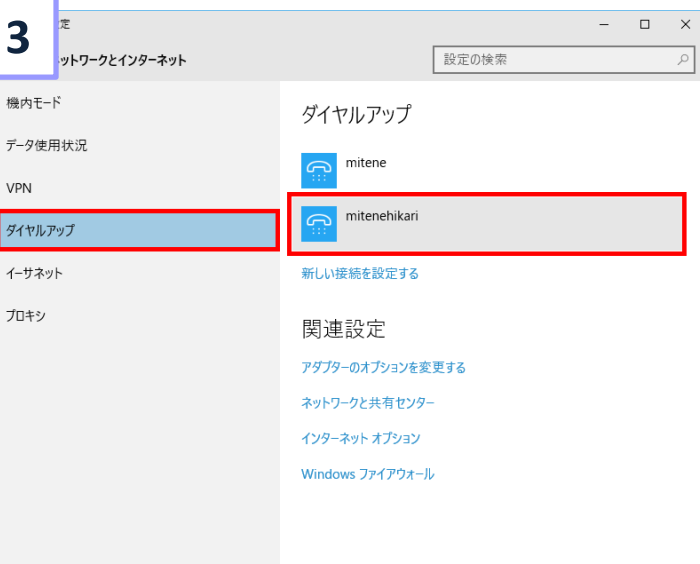 3
定
ットワークとインターネット
設定の検索
機内モード
データ使用状況
VPN
ダイヤルアップ
イーサネット
プロキシ
ダイヤルアップ
mitene
mitenehikari
新しい接続を設定する
関連設定
アダプターのオプションを変更する
ネットワークと共有センター
インターネット オプション
Windows ファイアウォール